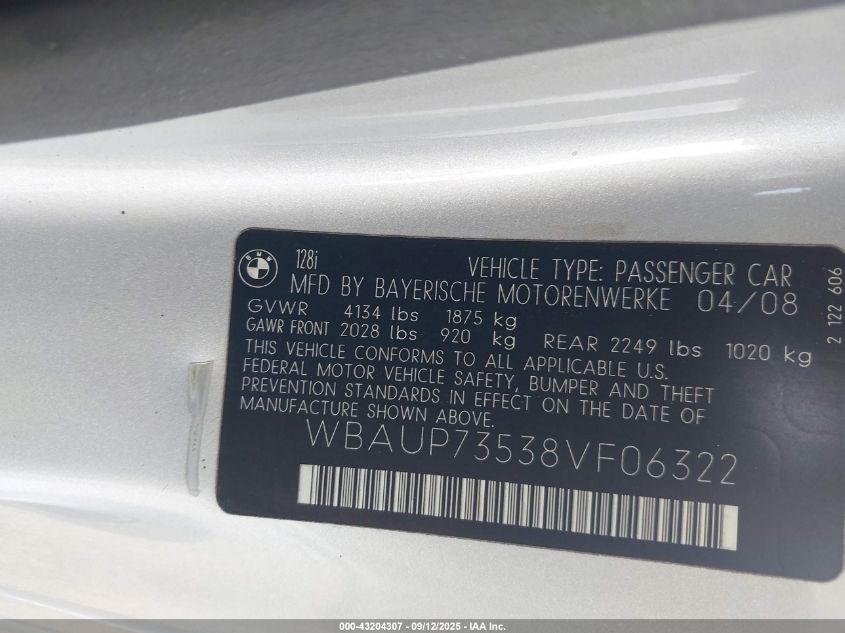 BMW
128i
VEHICLE TYPE: PASSENGER CAR
MFD BY BAYERISCHE MOTORENWERKE 04/08
GVWR 4134 lbs 1875 kg
GAWR FRONT 2028 lbs 920 kg REAR 2249 lbs 1020 kg
THIS VEHICLE CONFORMS TO ALL APPLICABLE U.S.
FEDERAL MOTOR VEHICLE SAFETY, BUMPER AND THEFT
PREVENTION STANDARDS IN EFFECT ON THE DATE OF
MANUFACTURE SHOWN ABOVE.
WBAUP73538VF06322
2 122 606
000-43204307 - 09/12/2025 - IAA Inc.